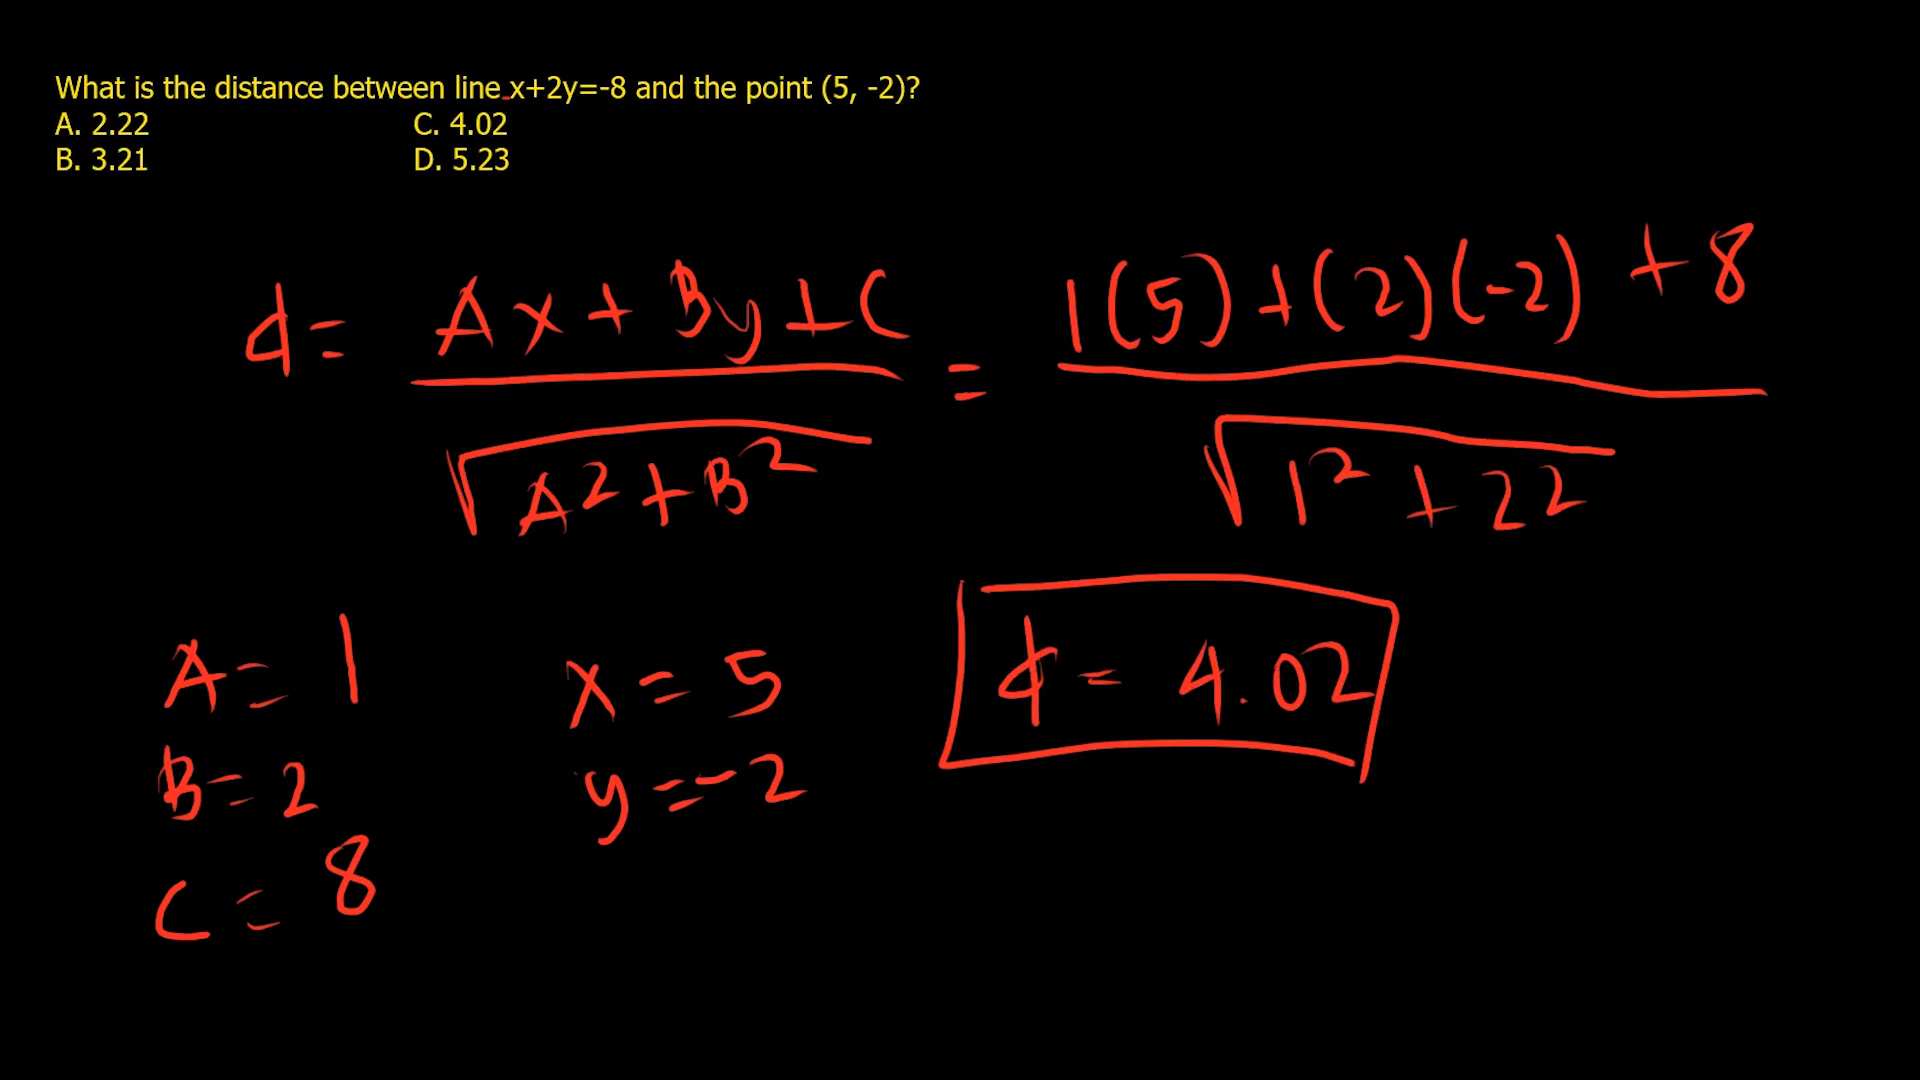 What is the distance between line x+2y=-8 and the point (5, -2)?
A. 2.22 C. 4.02
B. 3.21 D. 5.23
d = Ax + By + C / √A² + B² = 1(5) + (2)(-2) + 8 / √1² + 22
A = 1 x = 5 d = 4.02
B = 2 y = -2
C = 8